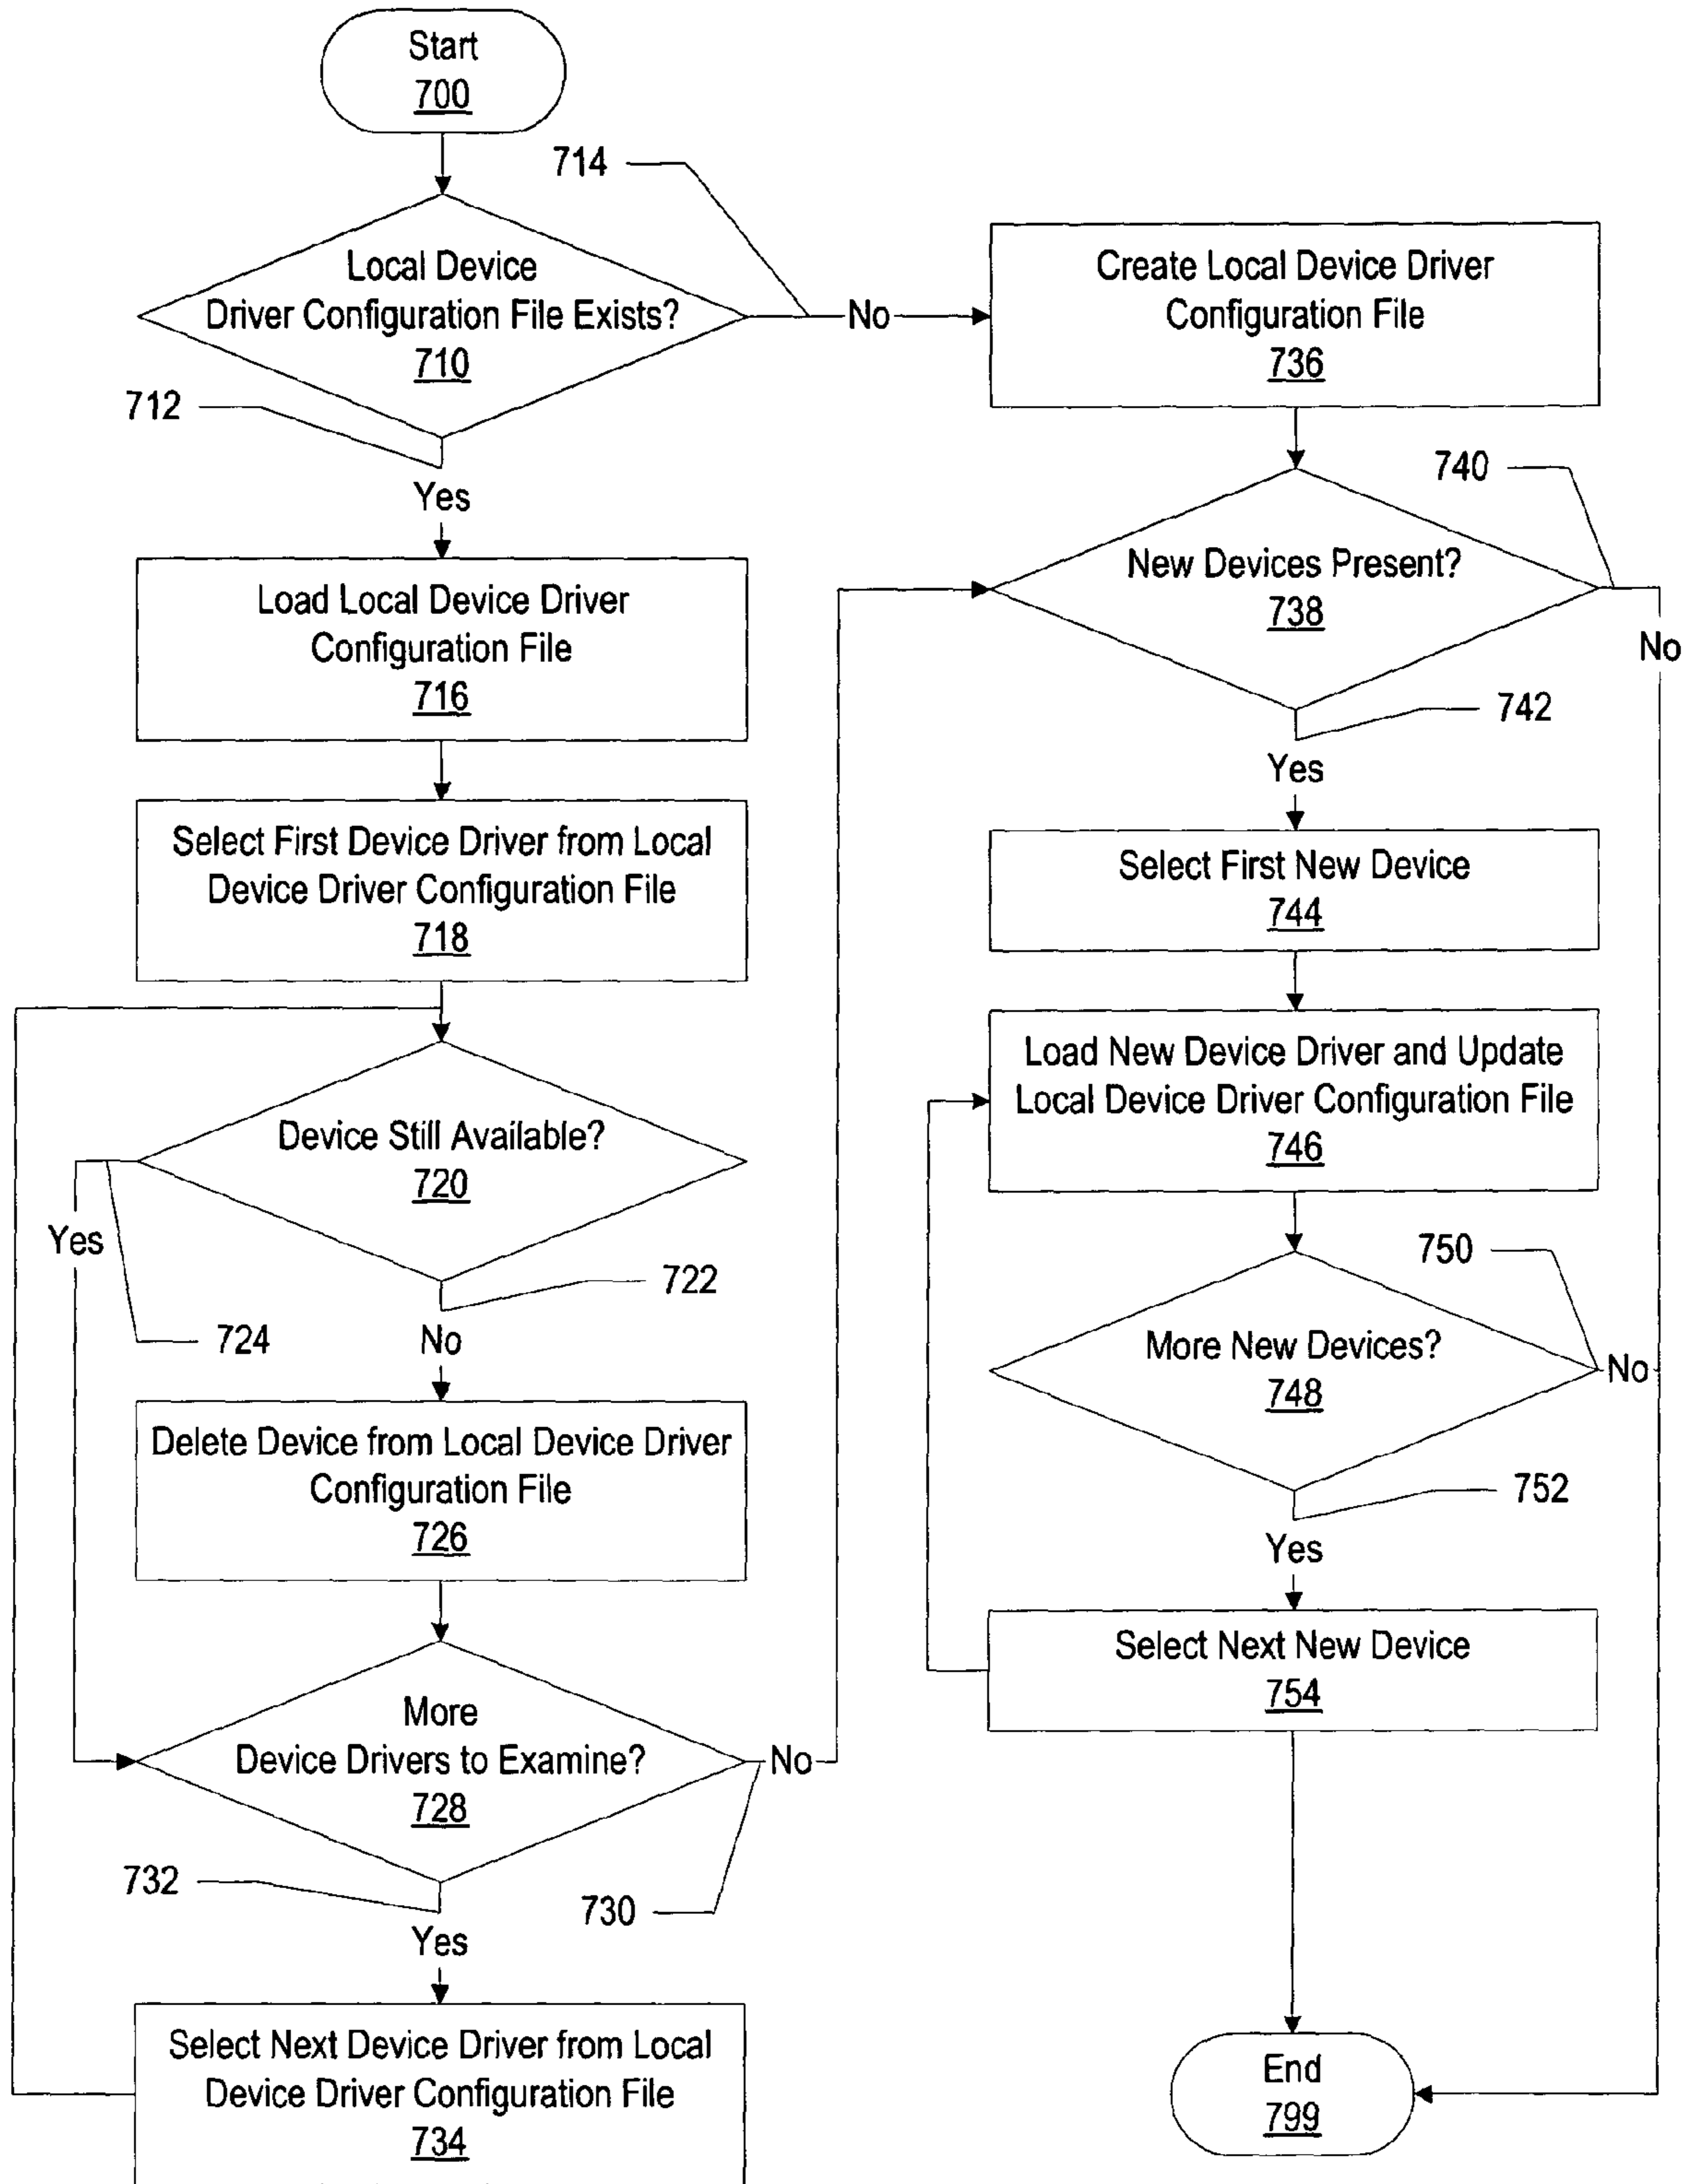 Start
700
714
Local Device
Driver Configuration File Exists?
710
No
712
Yes
Load Local Device Driver
Configuration File
716
Select First Device Driver from Local
Device Driver Configuration File
718
Device Still Available?
720
Yes
722
724
No
Delete Device from Local Device Driver
Configuration File
726
More
Device Drivers to Examine?
728
No
732
730
Yes
Select Next Device Driver from Local
Device Driver Configuration File
734
Create Local Device Driver
Configuration File
736
740
New Devices Present?
738
No
742
Yes
Select First New Device
744
Load New Device Driver and Update
Local Device Driver Configuration File
746
750
More New Devices?
748
No
752
Yes
Select Next New Device
754
End
799